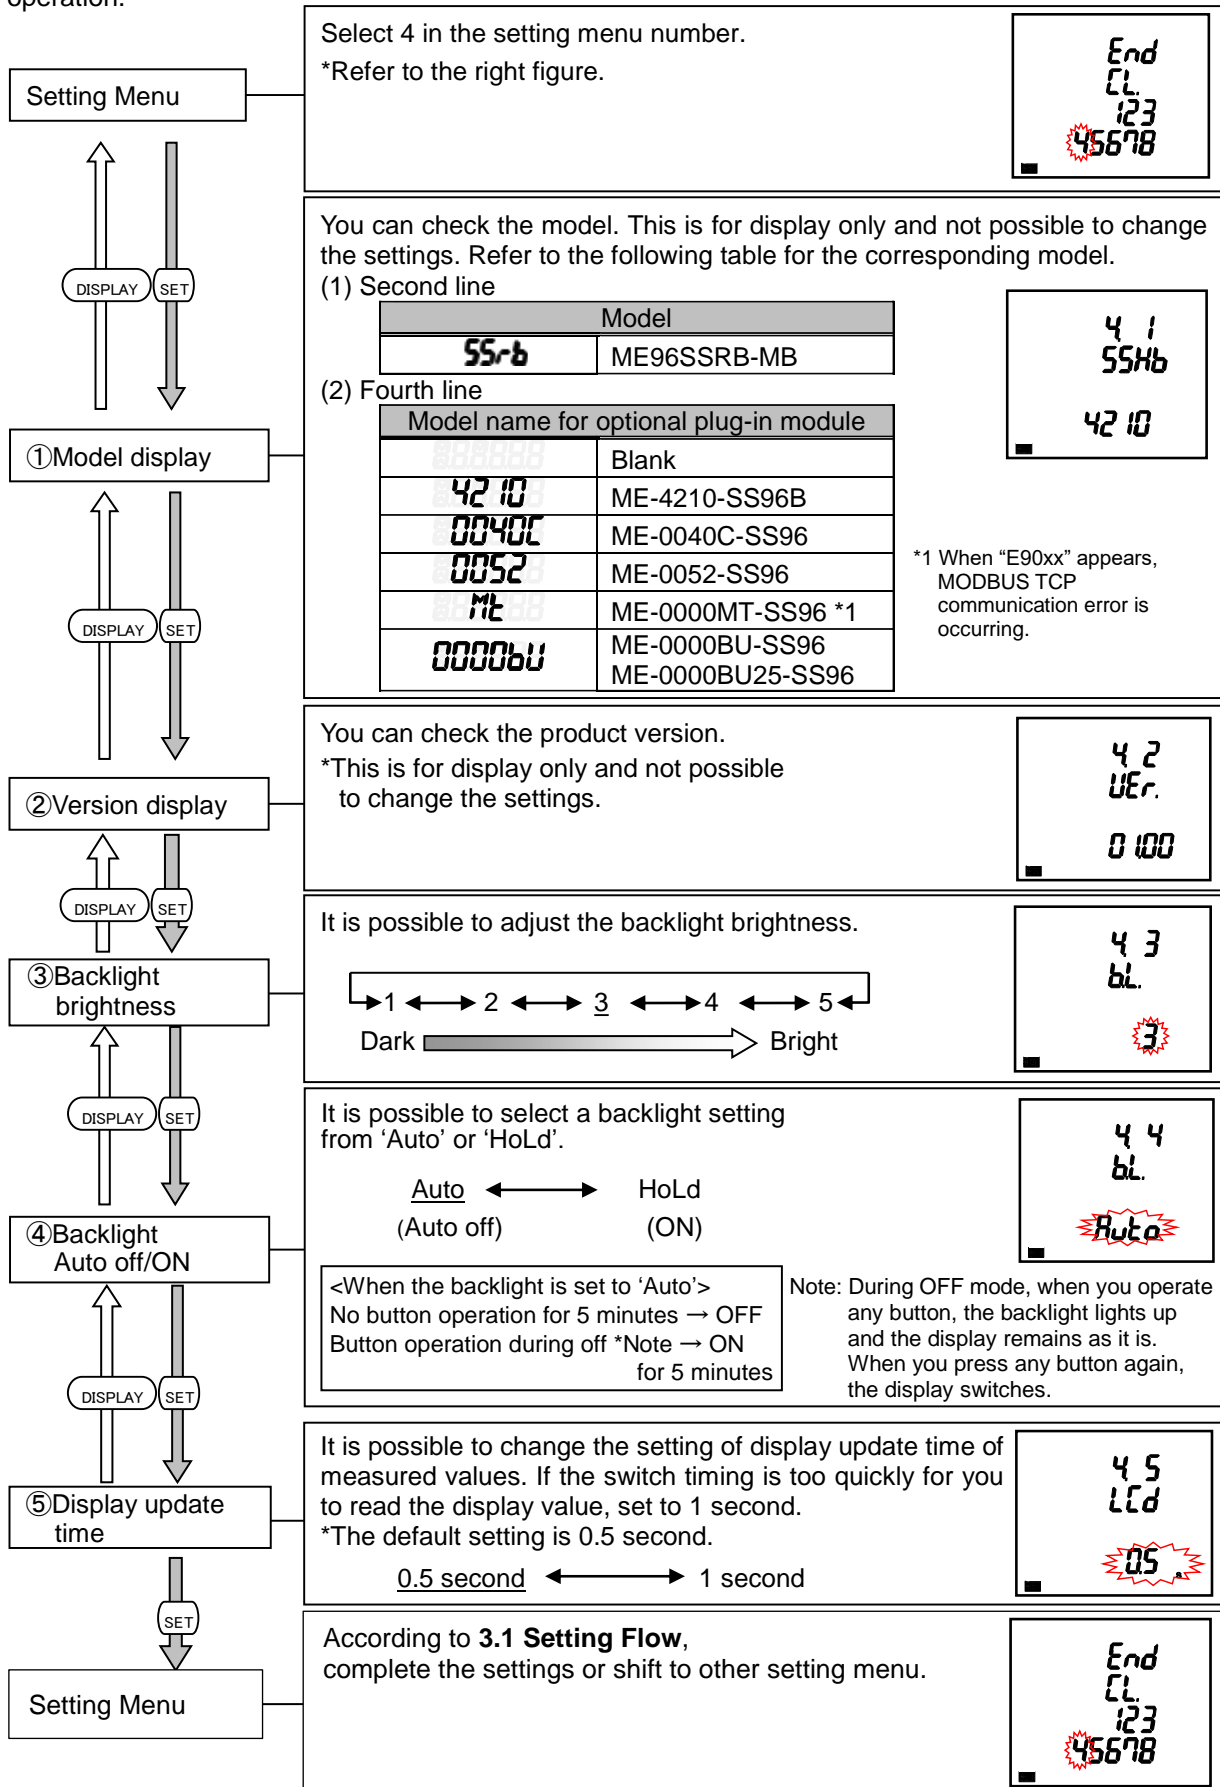 operation.
Setting Menu
Select 4 in the setting menu number.
*Refer to the right figure.
End
CL.
123
45678
DISPLAY
SET
①Model display
You can check the model. This is for display only and not possible to change
the settings. Refer to the following table for the corresponding model.
(1) Second line
Model
SSrb ME96SSRB-MB
(2) Fourth line
Model name for optional plug-in module
Blank
4210 ME-4210-SS96B
0040C ME-0040C-SS96
0052 ME-0052-SS96
Mt ME-0000MT-SS96 *1
0000bU ME-0000BU-SS96
ME-0000BU25-SS96
4. 1
SSHb
4210
*1 When “E90xx” appears,
MODBUS TCP
communication error is
occurring.
DISPLAY
SET
②Version display
You can check the product version.
*This is for display only and not possible
to change the settings.
4. 2
VEr.
01.00
DISPLAY
SET
③Backlight
brightness
It is possible to adjust the backlight brightness.
1 2 3 4 5
Dark Bright
4. 3
b.L.
3
DISPLAY
SET
④Backlight
Auto off/ON
It is possible to select a backlight setting
from ‘Auto’ or ‘HoLd’.
Auto HoLd
(Auto off) (ON)
<When the backlight is set to ‘Auto’>
No button operation for 5 minutes → OFF
Button operation during off *Note → ON
for 5 minutes
Note: During OFF mode, when you operate
any button, the backlight lights up
and the display remains as it is.
When you press any button again,
the display switches.
4. 4
b.L.
Auto
DISPLAY
SET
⑤Display update
time
It is possible to change the setting of display update time of
measured values. If the switch timing is too quickly for you
to read the display value, set to 1 second.
*The default setting is 0.5 second.
0.5 second 1 second
4. 5
LCd
0.5 s
SET
Setting Menu
According to 3.1 Setting Flow,
complete the settings or shift to other setting menu.
End
CL.
123
45678